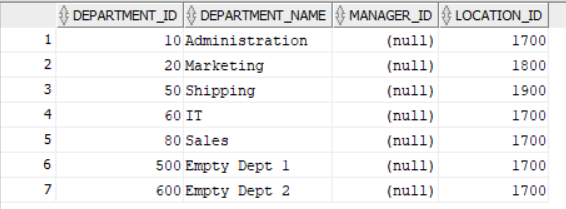 DEPARTMENT_ID DEPARTMENT_NAME MANAGER_ID LOCATION_ID
1 10 Administration (null) 1700
2 20 Marketing (null) 1800
3 50 Shipping (null) 1900
4 60 IT (null) 1700
5 80 Sales (null) 1700
6 500 Empty Dept 1 (null) 1700
7 600 Empty Dept 2 (null) 1700